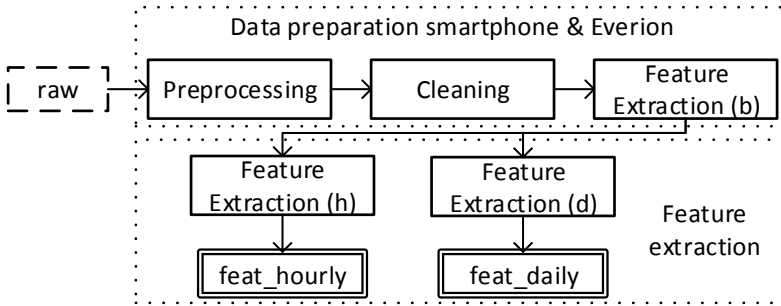 Data preparation smartphone & Everion
raw
Preprocessing
Cleaning
Feature
Extraction (b)
Feature
Extraction (h)
Feature
Extraction (d)
Feature
extraction
feat_hourly
feat_daily